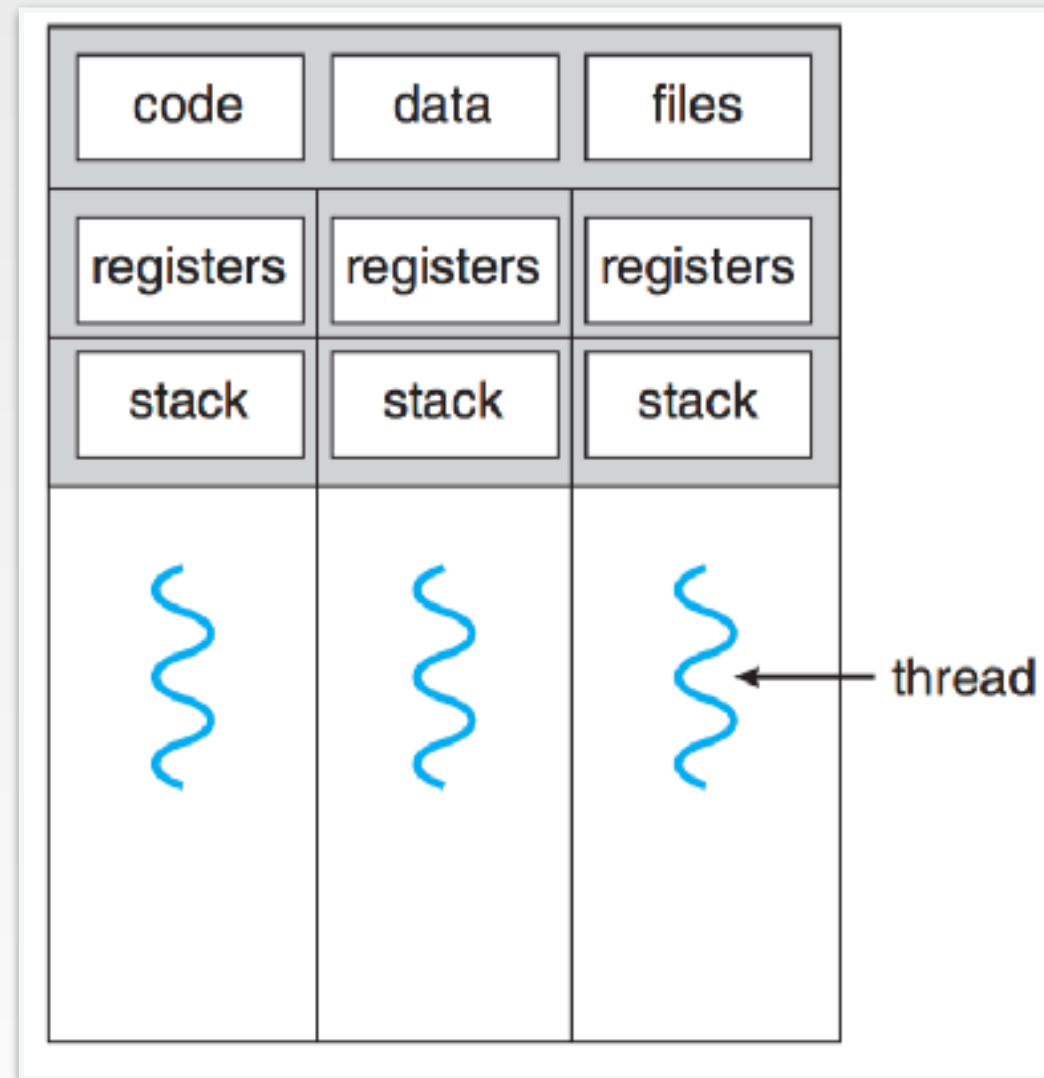 code data files
registers registers registers
stack stack stack
thread